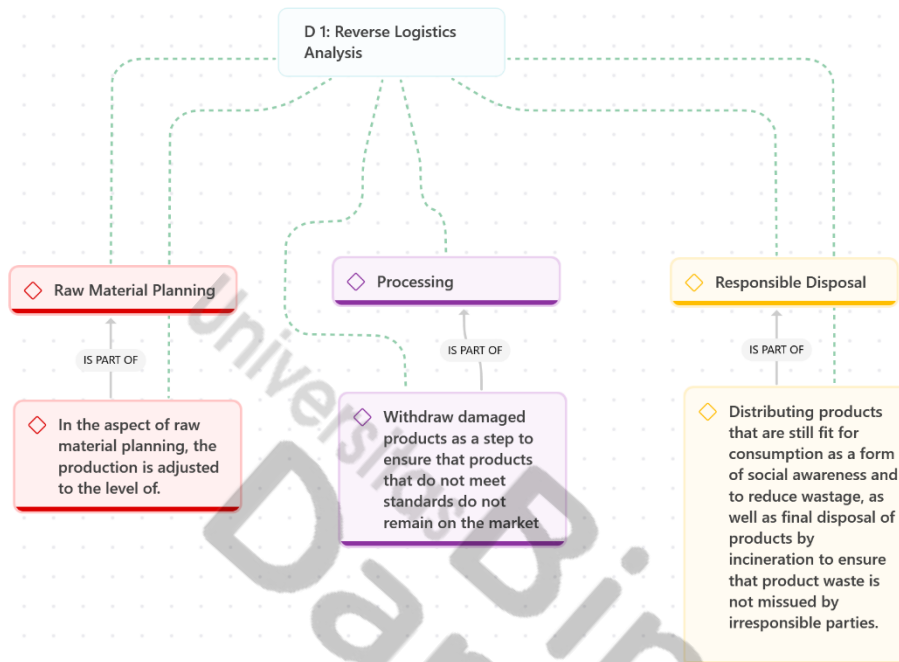 D 1: Reverse Logistics
Analysis
Raw Material Planning
Processing
Responsible Disposal
IS PART OF
IS PART OF
IS PART OF
In the aspect of raw
material planning, the
production is adjusted
to the level of.
Withdraw damaged
products as a step to
ensure that products
that do not meet
standards do not
remain on the market
Distributing products
that are still fit for
consumption as a form
of social awareness and
to reduce wastage, as
well as final disposal of
products by
incineration to ensure
that product waste is
not missued by
irresponsible parties.
Universitas